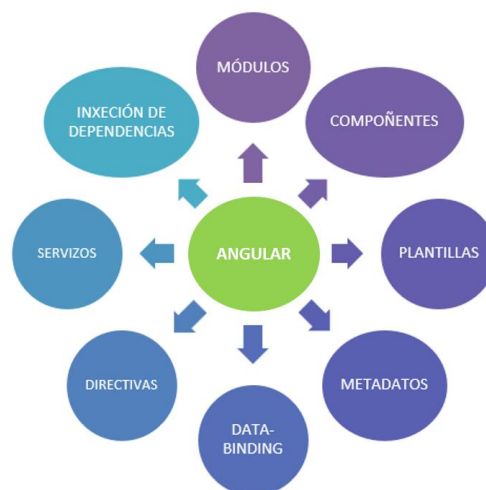 MÓDULOS
INXECIÓN DE
DEPENDENCIAS
COMPOÑENTES
SERVIZOS
ANGULAR
PLANTILLAS
DIRECTIVAS
METADATOS
DATA-
BINDING